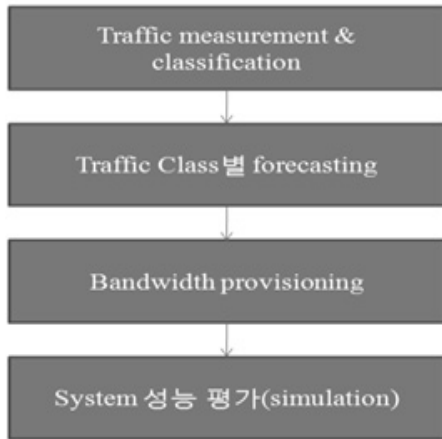 Traffic measurement &
classification
Traffic Class별 forecasting
Bandwidth provisioning
System 성능 평가(simulation)